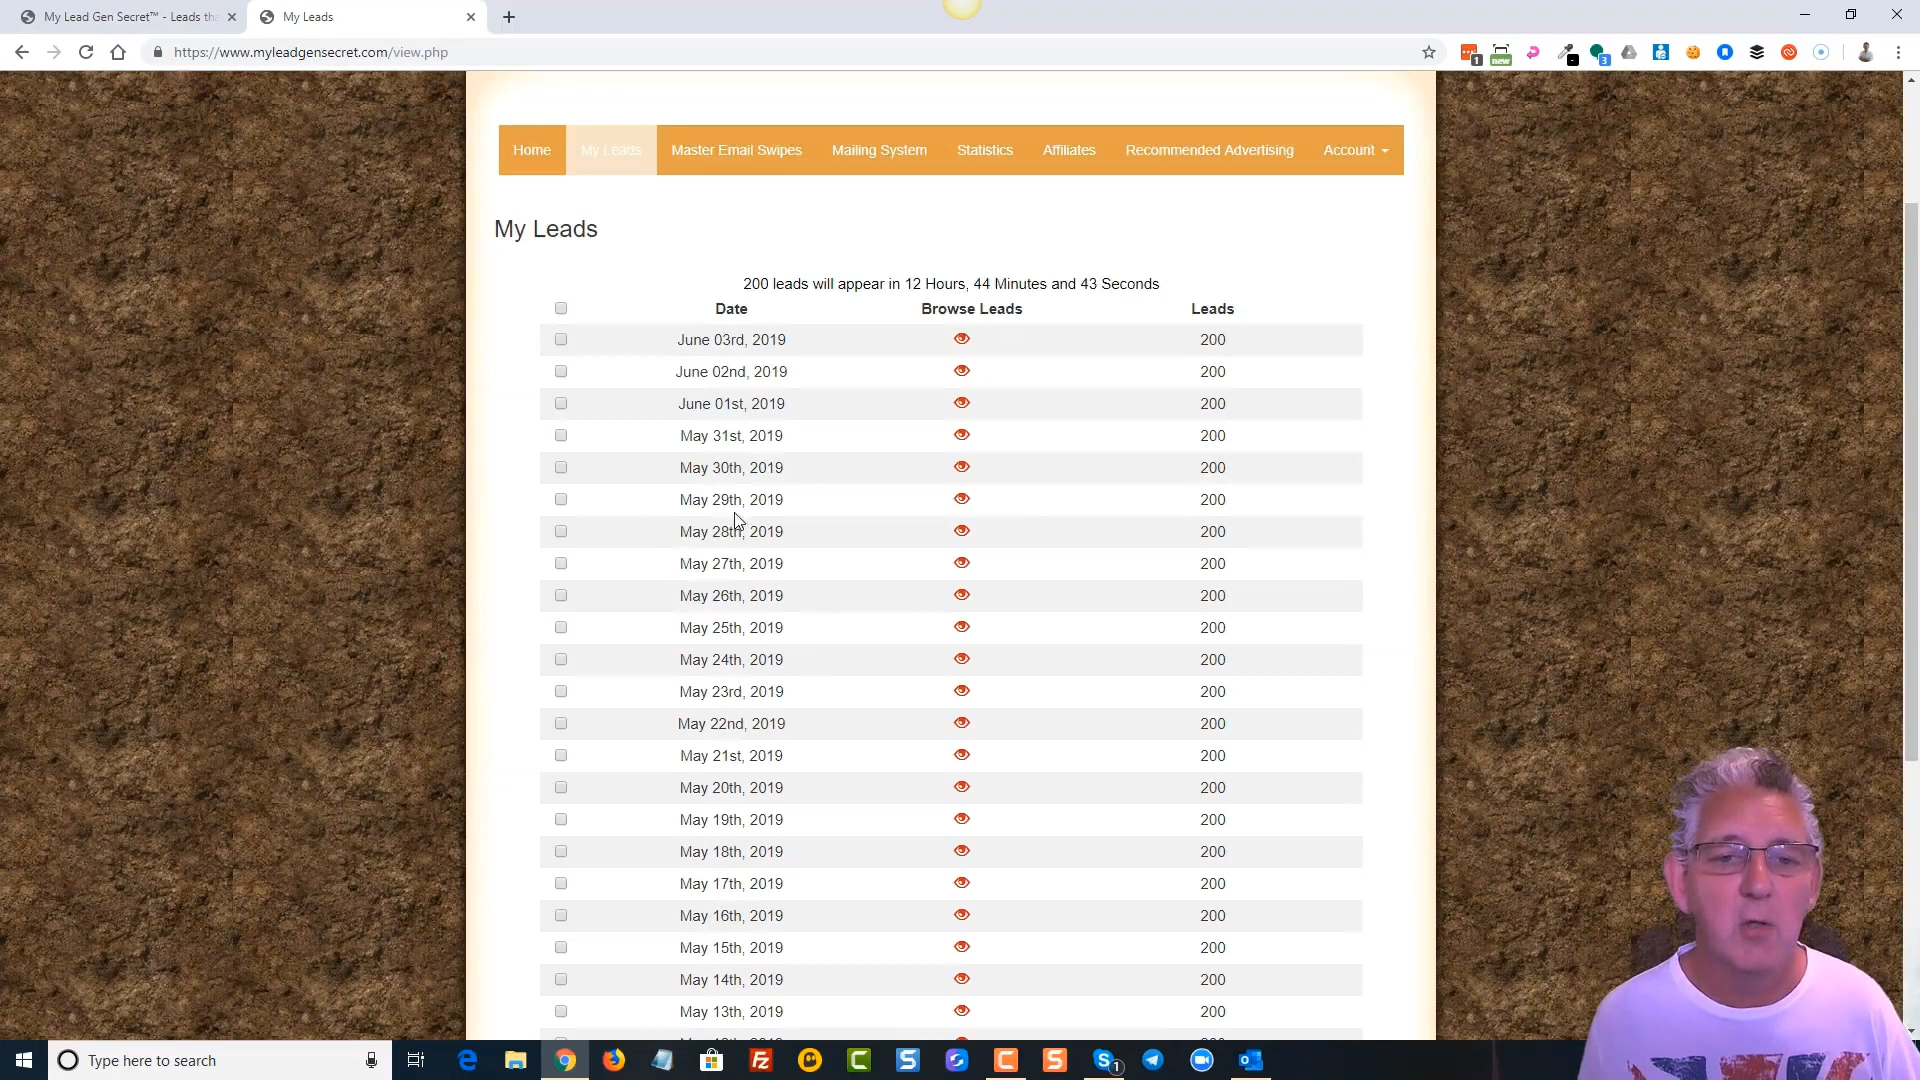 My Lead Gen Secret™ - Leads tha
My Leads
https://www.myleadgensecret.com/view.php
1
new
3
Home
My Leads
Master Email Swipes
Mailing System
Statistics
Affiliates
Recommended Advertising
Account
My Leads
200 leads will appear in 12 Hours, 44 Minutes and 43 Seconds
Date Browse Leads Leads
June 03rd, 2019 200
June 02nd, 2019 200
June 01st, 2019 200
May 31st, 2019 200
May 30th, 2019 200
May 29th, 2019 200
May 28th, 2019 200
May 27th, 2019 200
May 26th, 2019 200
May 25th, 2019 200
May 24th, 2019 200
May 23rd, 2019 200
May 22nd, 2019 200
May 21st, 2019 200
May 20th, 2019 200
May 19th, 2019 200
May 18th, 2019 200
May 17th, 2019 200
May 16th, 2019 200
May 15th, 2019 200
May 14th, 2019 200
May 13th, 2019 200
Type here to search
1